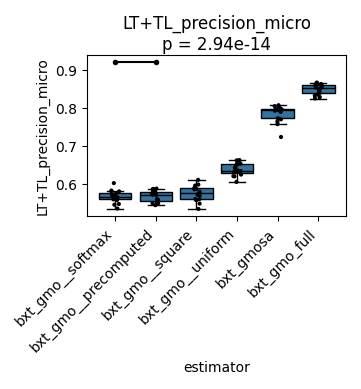 LT+TL_precision_micro
p = 2.94e-14
LT+TL_precision_micro
0.9
0.8
0.7
0.6
bxt_gmo__softmax
bxt_gmo__precomputed
bxt_gmo__square
bxt_gmo__uniform
bxt_gmosa
bxt_gmo_full
estimator